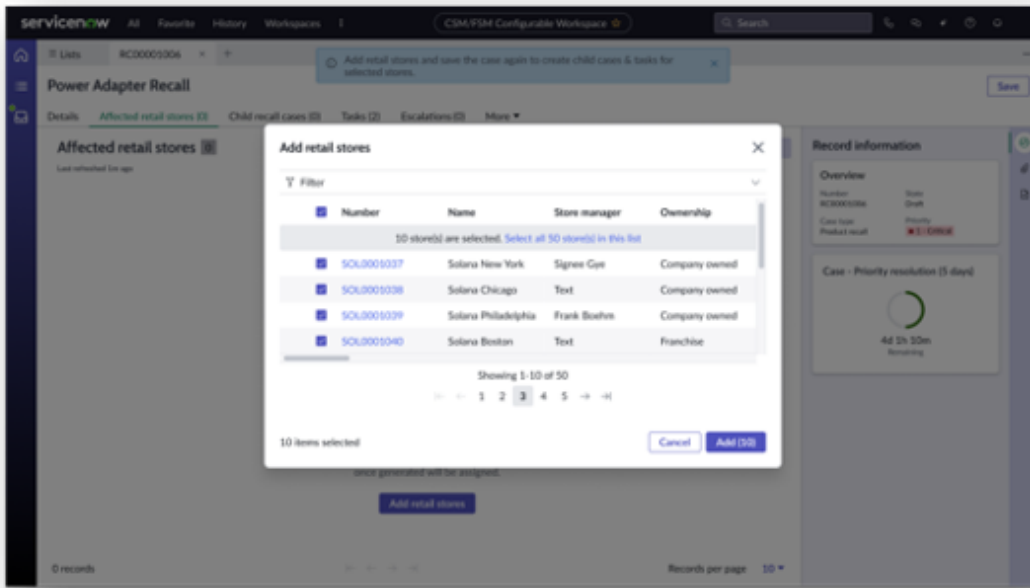 servicenow All Favorite History Workspaces CSM/FSM Configurable Workspace Search
Lists RC00001006
Add retail stores and save the case again to create child cases & tasks for
selected stores.
Power Adapter Recall Save
Details Affected retail stores (0) Child recall cases (0) Tasks (2) Escalations (0) More
Affected retail stores 0
Last refreshed 1m ago
Add retail stores
Filter
Number Name Store manager Ownership
10 store(s) are selected. Select all 50 store(s) in this list
SOL0001037 Solana New York Signee Gye Company owned
SOL0001038 Solana Chicago Text Company owned
SOL0001039 Solana Philadelphia Frank Boehm Company owned
SOL0001040 Solana Boston Text Franchise
Showing 1-10 of 50
1 2 3 4 5
10 items selected Cancel Add (10)
once generated will be assigned.
Add retail stores
0 records Records per page 10
Record information
Overview
Number State
RC00001006 Draft
Case type Priority
Product recall 1 - Critical
Case - Priority resolution (5 days)
4d 1h 10m
Remaining